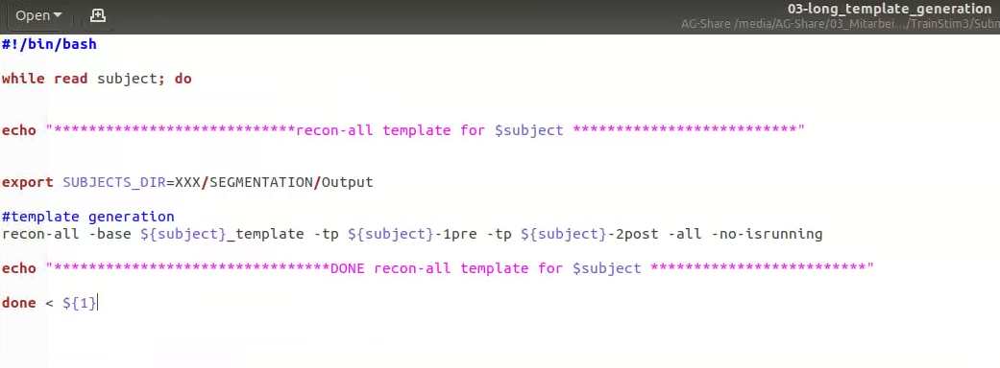 Open
03-long_template_generation
AG-Share /media/AG-Share/03_Mitarbei…/TrainStim3/Subm
#!/bin/bash
while read subject; do
echo "****************************recon-all template for $subject **************************"
export SUBJECTS_DIR=XXX/SEGMENTATION/Output
#template generation
recon-all -base ${subject}_template -tp ${subject}-1pre -tp ${subject}-2post -all -no-isrunning
echo "********************************DONE recon-all template for $subject *************************"
done < ${1}